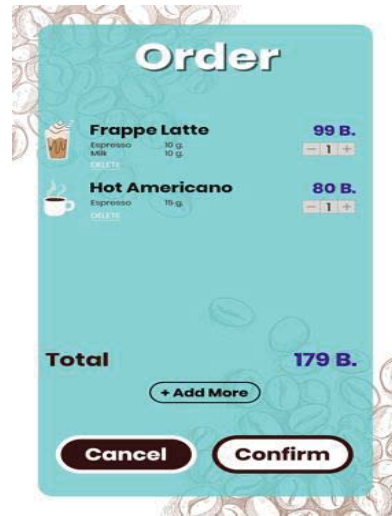 Order
Frappe Latte 99 B.
Espresso 10 g.
Milk 10 g.
− 1 +
DELETE
Hot Americano 80 B.
Espresso 15 g.
− 1 +
DELETE
Total 179 B.
+ Add More
Cancel Confirm